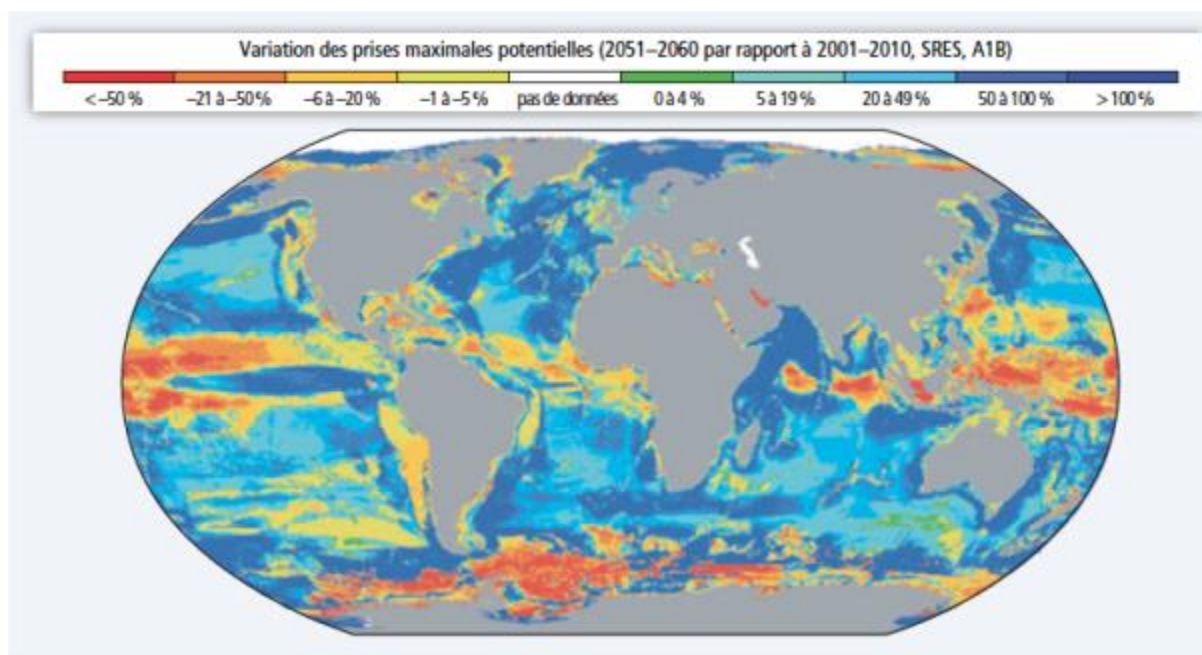 Variation des prises maximales potentielles (2051–2060 par rapport à 2001–2010, SRES, A1B)
< –50 % –21 à –50 % –6 à –20 % –1 à –5 % pas de données 0 à 4 % 5 à 19 % 20 à 49 % 50 à 100 % > 100 %